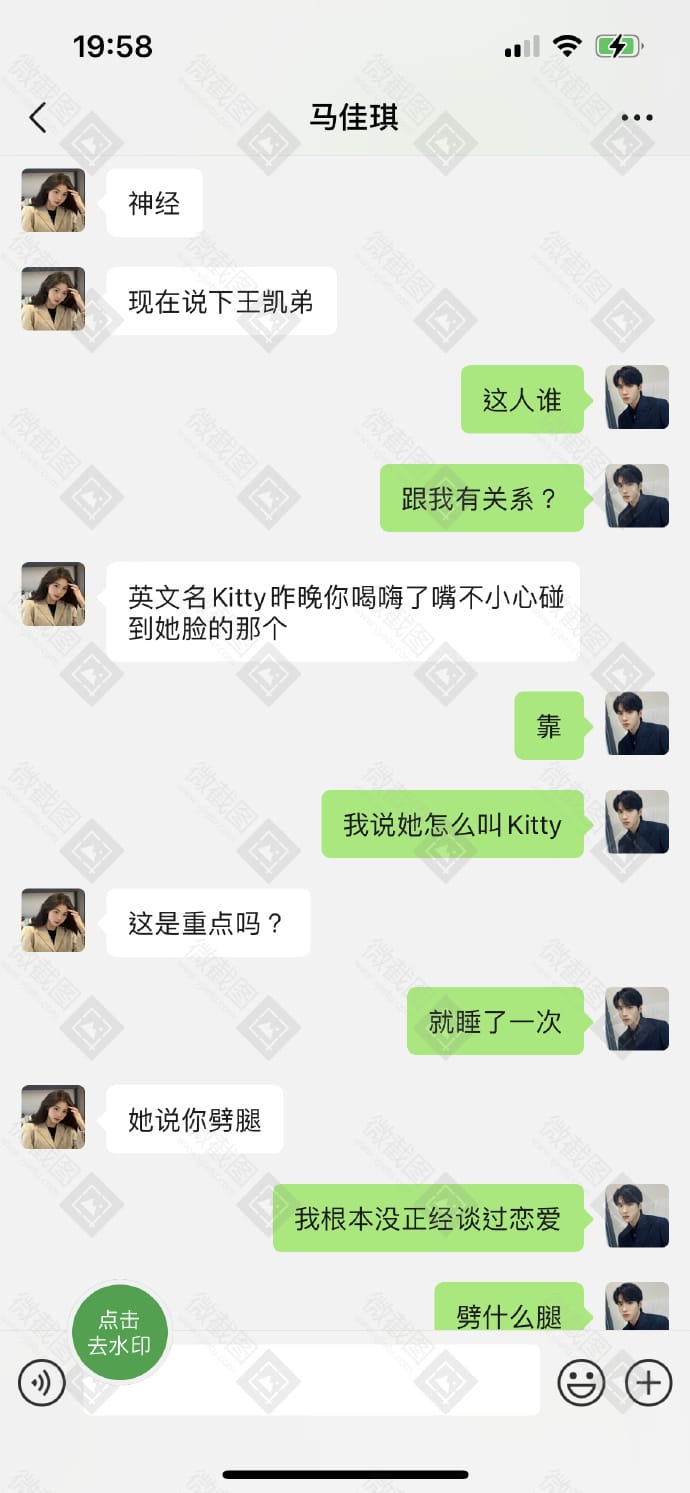 19:58
马佳琪
神经
现在说下王凯弟
这人谁
跟我有关系？
英文名Kitty昨晚你喝嗨了嘴不小心碰
到她脸的那个
靠
我说她怎么叫Kitty
这是重点吗？
就睡了一次
她说你劈腿
我根本没正经谈过恋爱
劈什么腿
点击
去水印
微截图